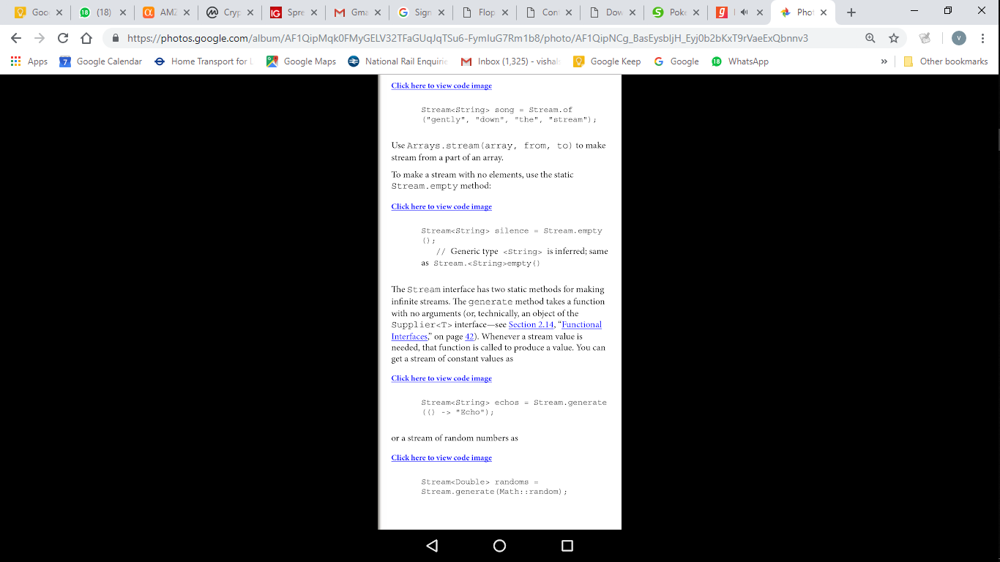 Goo
(18)
AMZ
Cryp
Spre
Gma
Sign
Flop
Con
Dow
Poke
Phot
https://photos.google.com/album/AF1QipMqk0FMyGELV32TFaGUqJqTSu6-FymIuG7Rm1b8/photo/AF1QipNCg_BasEysbIjH_Eyj0b2bKxT9rVaeExQbnnv3
V
Apps
7 Google Calendar
Home Transport for L
Google Maps
National Rail Enquirie
Inbox (1,325) - vishal
Google Keep
Google
18 WhatsApp
»
Other bookmarks
Click here to view code image
Stream<String> song = Stream.of
("gently", "down", "the", "stream");
Use Arrays.stream(array, from, to) to make
stream from a part of an array.
To make a stream with no elements, use the static
Stream.empty method:
Click here to view code image
Stream<String> silence = Stream.empty
();
// Generic type <String> is inferred; same
as Stream.<String>empty()
The Stream interface has two static methods for making
infinite streams. The generate method takes a function
with no arguments (or, technically, an object of the
Supplier<T> interface—see Section 2.14, “Functional
Interfaces,” on page 42). Whenever a stream value is
needed, that function is called to produce a value. You can
get a stream of constant values as
Click here to view code image
Stream<String> echos = Stream.generate
(() -> "Echo");
or a stream of random numbers as
Click here to view code image
Stream<Double> randoms =
Stream.generate(Math::random);